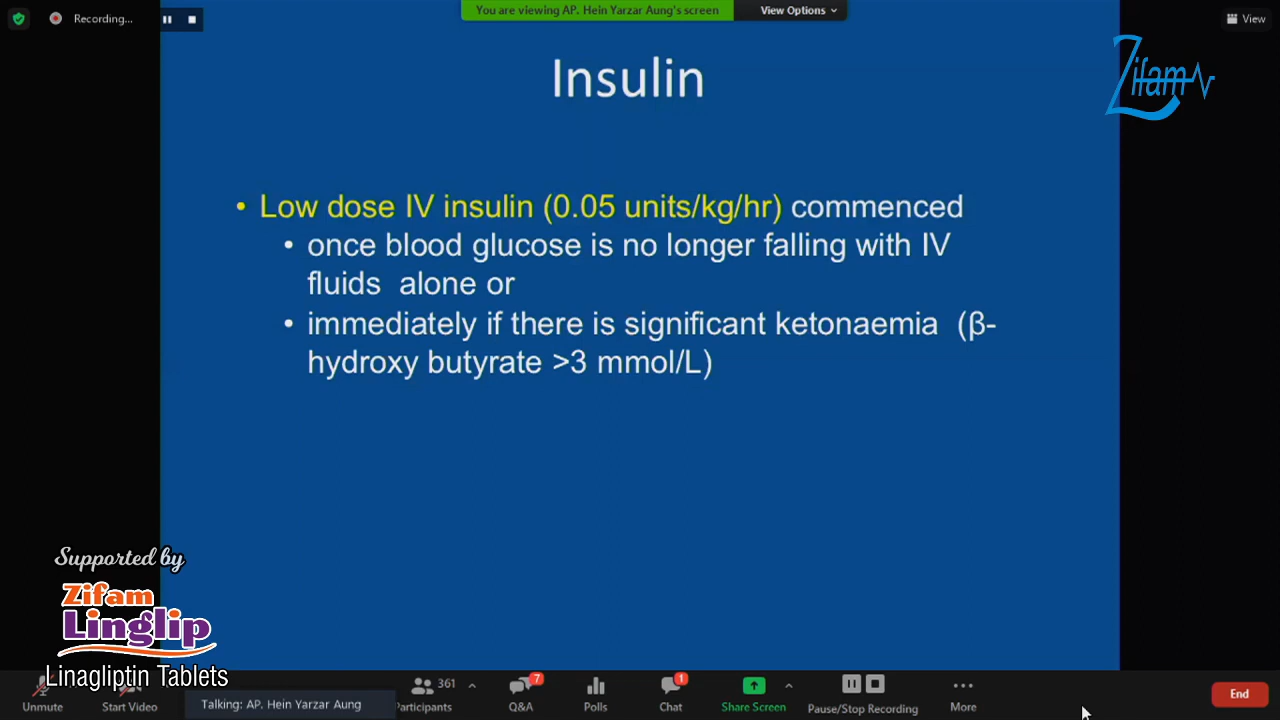 Recording...
You are viewing AP. Hein Yarzar Aung's screen
View Options
View
Zifam
Insulin
• Low dose IV insulin (0.05 units/kg/hr) commenced
• once blood glucose is no longer falling with IV
fluids alone or
• immediately if there is significant ketonaemia (β-
hydroxy butyrate >3 mmol/L)
Supported by
Zifam
Linglip
Linagliptin Tablets
Unmute
Start Video
Talking: AP. Hein Yarzar Aung
361
Participants
7
Q&A
Polls
1
Chat
Share Screen
Pause/Stop Recording
More
End